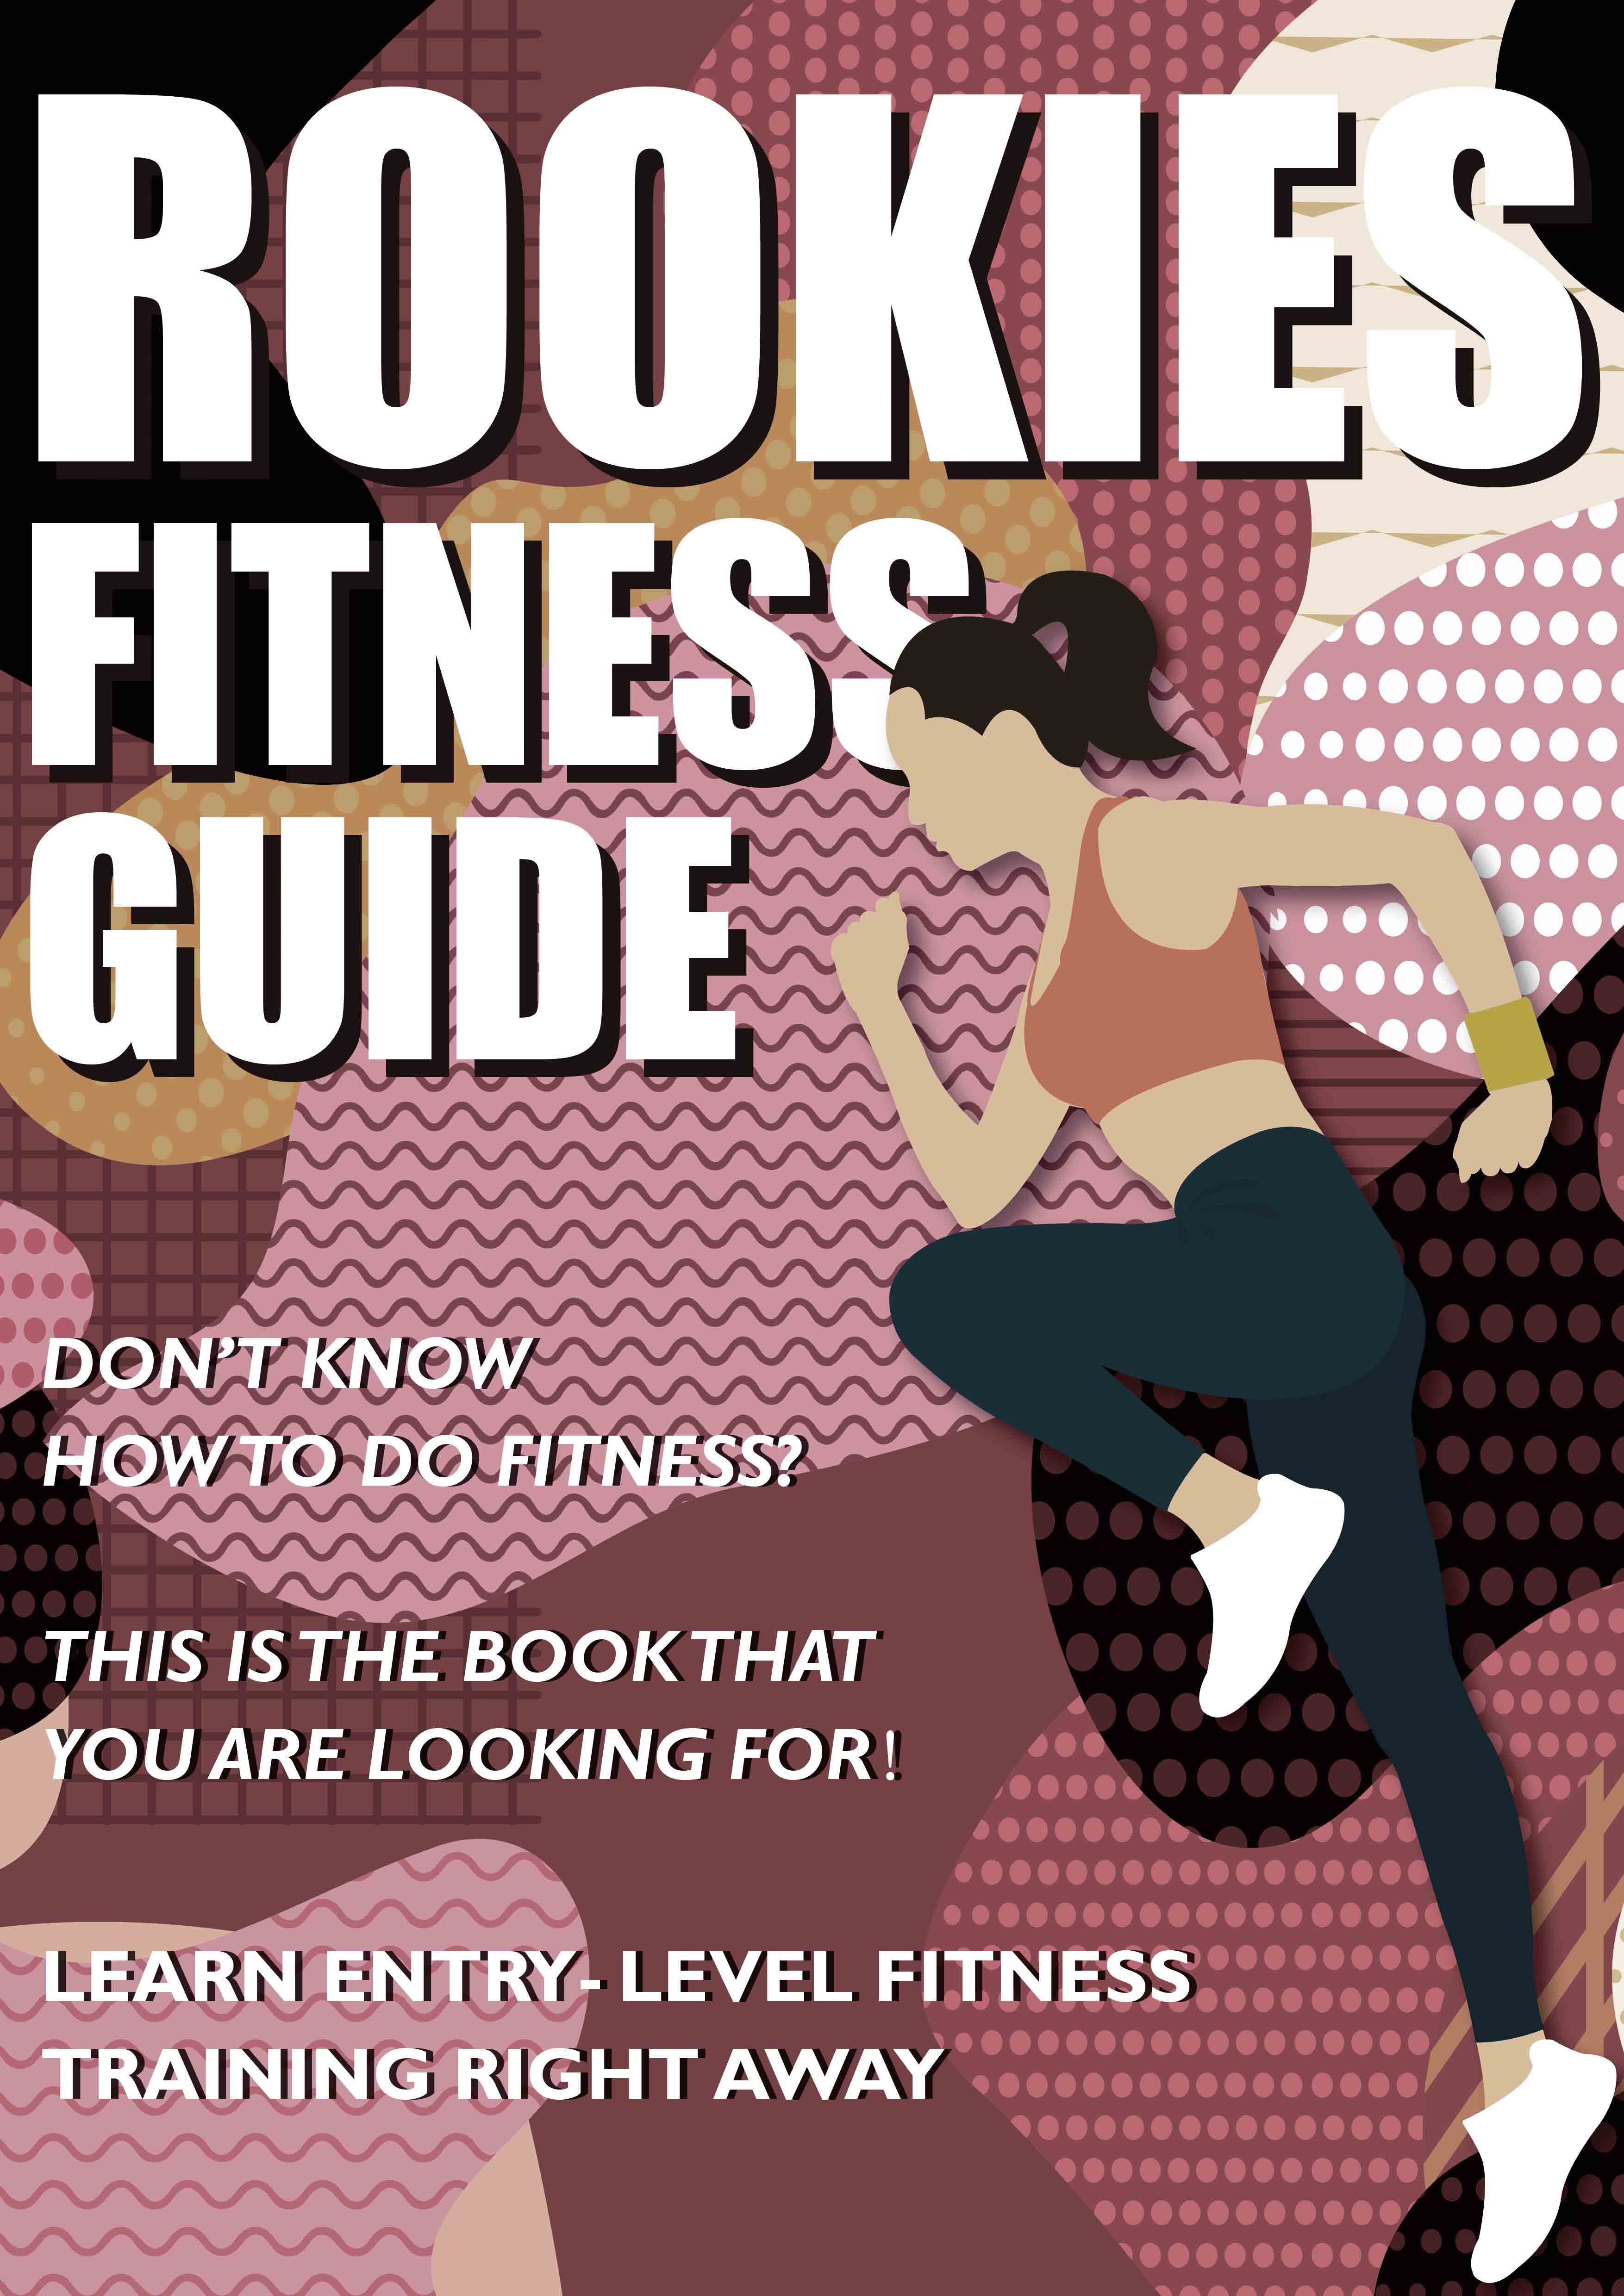 ROOKIES
FITNESS
GUIDE
DON’T KNOW
HOW TO DO FITNESS?
THIS IS THE BOOK THAT
YOU ARE LOOKING FOR!
LEARN ENTRY- LEVEL FITNESS
TRAINING RIGHT AWAY